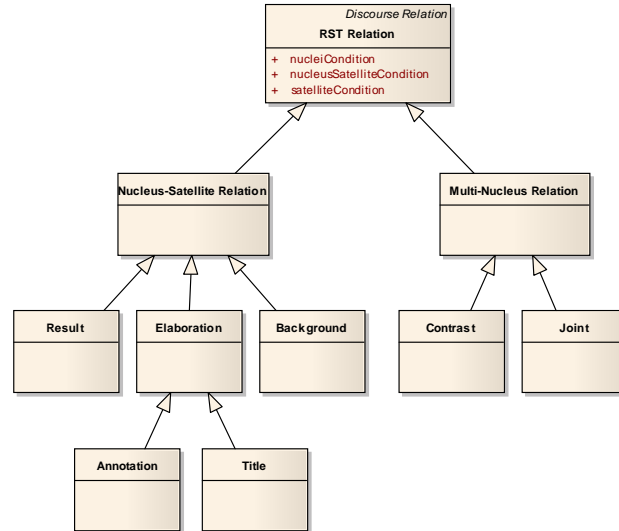 Discourse Relation
RST Relation
+ nucleiCondition
+ nucleusSatelliteCondition
+ satelliteCondition
Nucleus-Satellite Relation
Multi-Nucleus Relation
Result
Elaboration
Background
Contrast
Joint
Annotation
Title